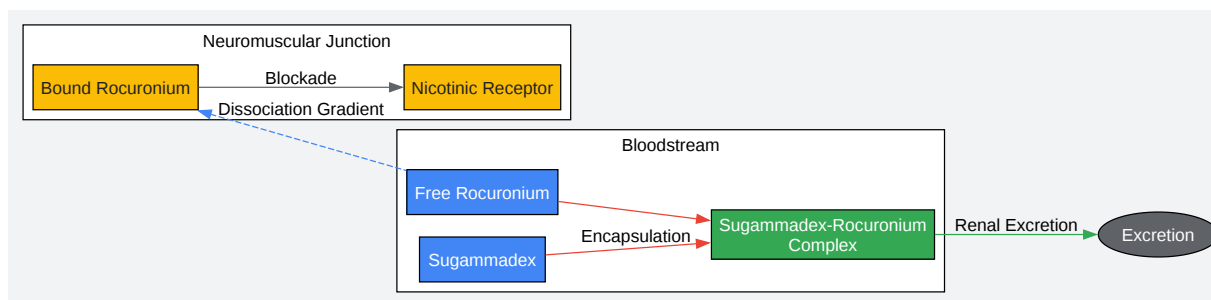 Neuromuscular Junction
Bound Rocuronium
Blockade
Nicotinic Receptor
Dissociation Gradient
Bloodstream
Free Rocuronium
Sugammadex
Encapsulation
Sugammadex-Rocuronium
Complex
Renal Excretion
Excretion